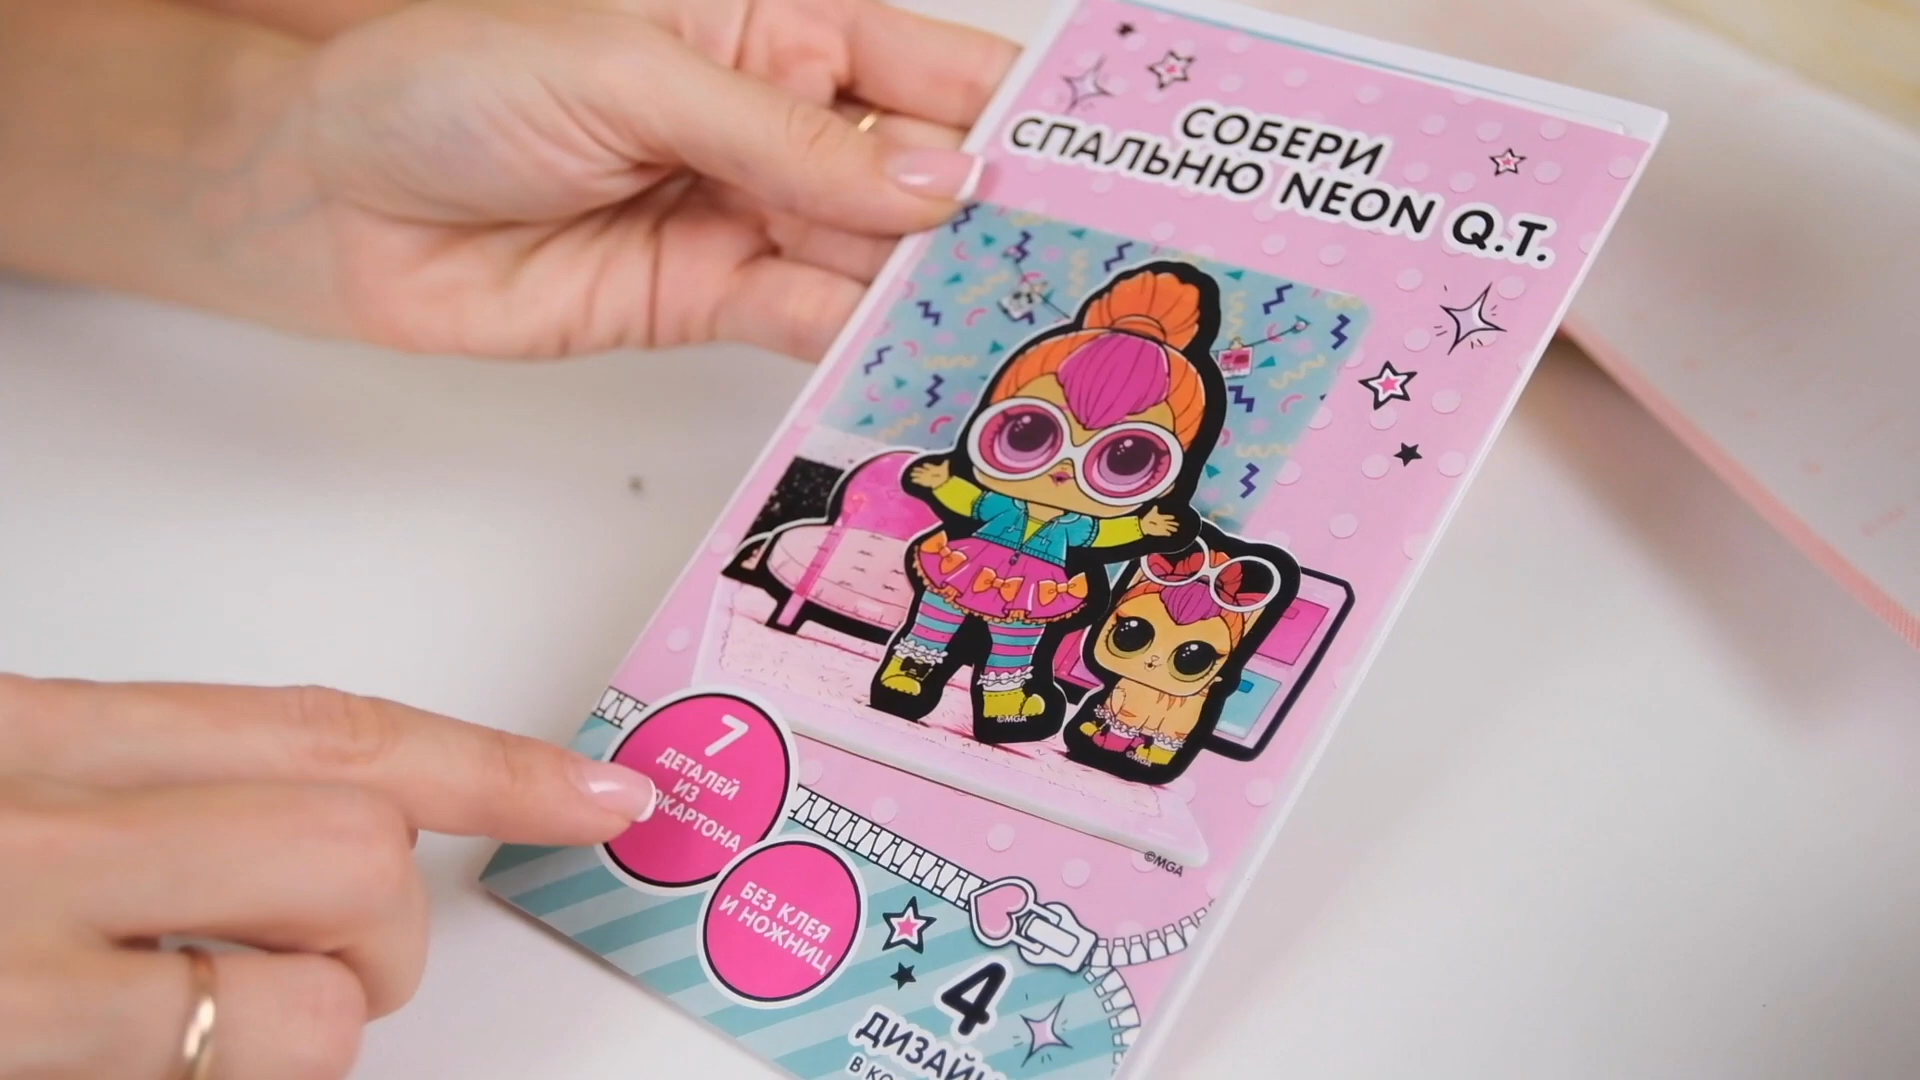 СОБЕРИ
СПАЛЬНЮ NEON Q.T.
©MGA
©MGA
©MGA
7
ДЕТАЛЕЙ
ИЗ
БЕЗ КЛЕЯ
И НОЖНИЦ
4